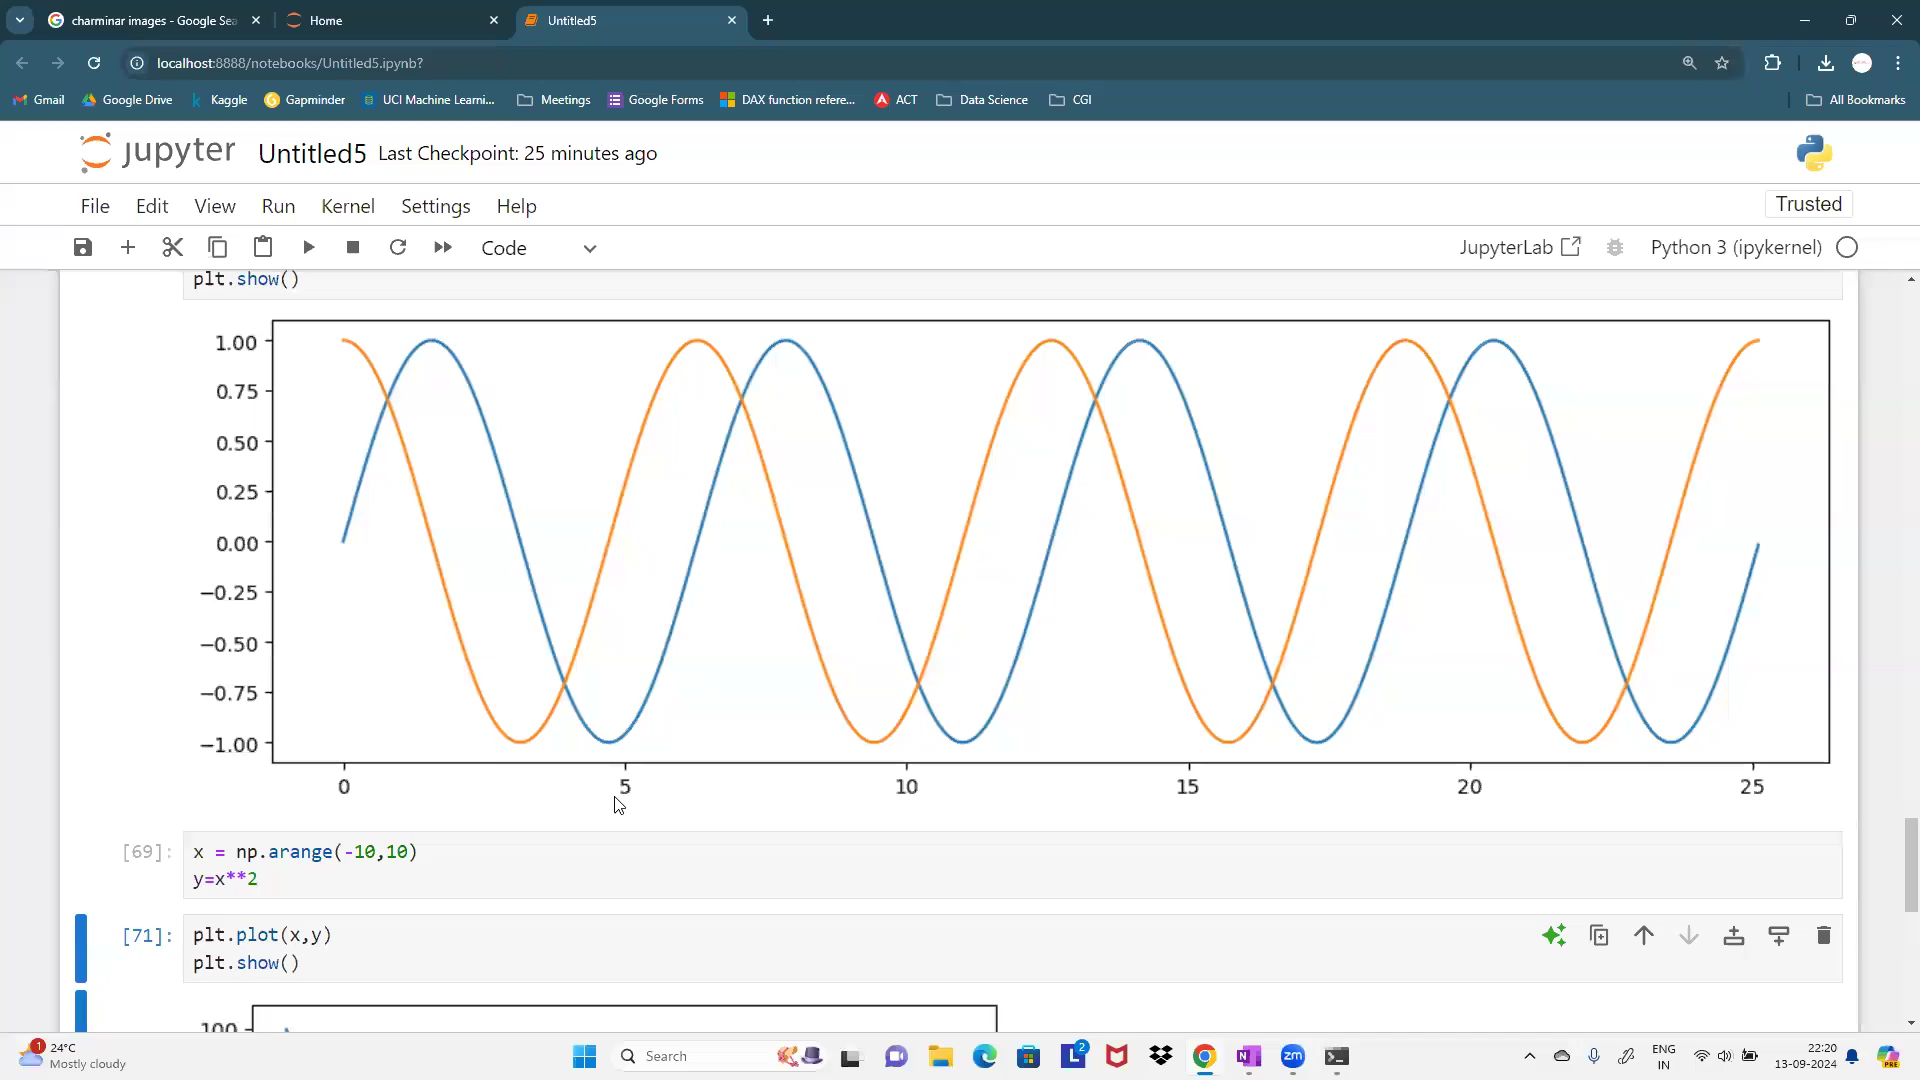 charminar images - Google Sea
Home
Untitled5
localhost:8888/notebooks/Untitled5.ipynb?
Gmail
Google Drive
Kaggle
Gapminder
UCI Machine Learni...
Meetings
Google Forms
DAX function refere...
ACT
Data Science
CGI
All Bookmarks
jupyter
Untitled5
Last Checkpoint: 25 minutes ago
File
Edit
View
Run
Kernel
Settings
Help
Trusted
Code
JupyterLab
Python 3 (ipykernel)
plt.show()
1.00
0.75
0.50
0.25
0.00
−0.25
−0.50
−0.75
−1.00
0
5
10
15
20
25
[69]:
x = np.arange(-10,10)
y=x**2
[71]:
plt.plot(x,y)
plt.show()
100
1
24°C
Mostly cloudy
Search
L
2
N
zm
PRE
ENG
IN
22:20
13-09-2024